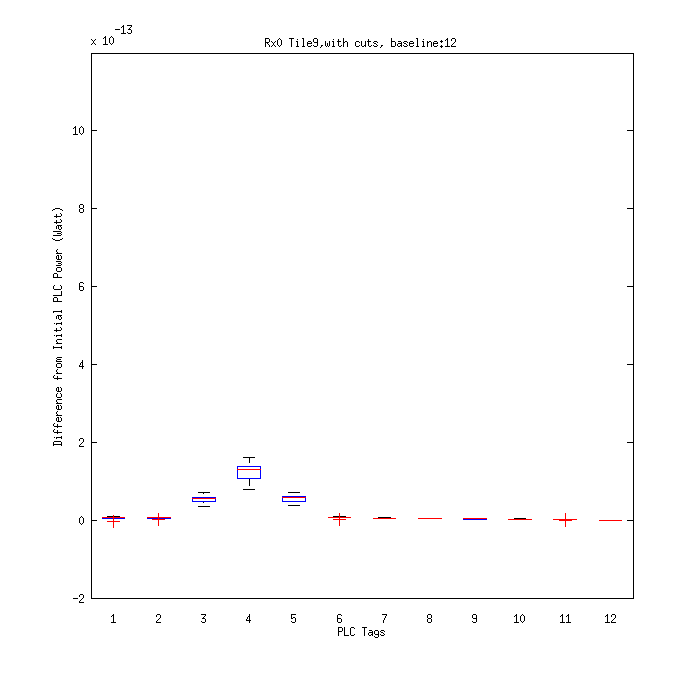 x 10^-13
Rx0 Tile9,with cuts, baseline:12
Difference from Initial PLC Power (Watt)
10
8
6
4
2
0
-2
1 2 3 4 5 6 7 8 9 10 11 12
PLC Tags